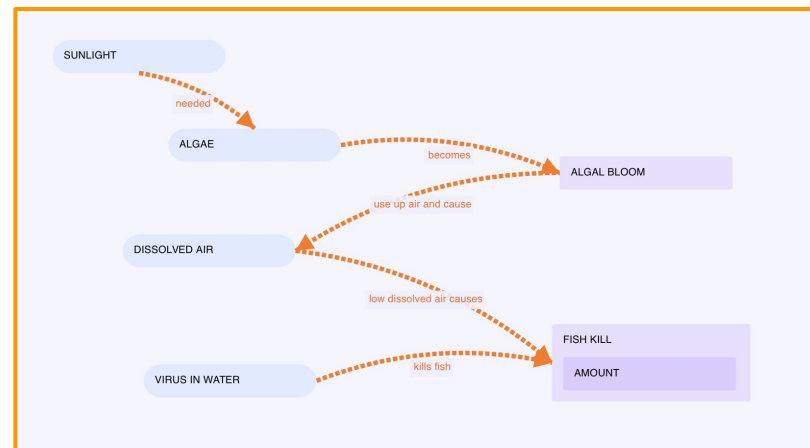 SUNLIGHT
needed
ALGAE
becomes
ALGAL BLOOM
use up air and cause
DISSOLVED AIR
low dissolved air causes
FISH KILL
AMOUNT
kills fish
VIRUS IN WATER